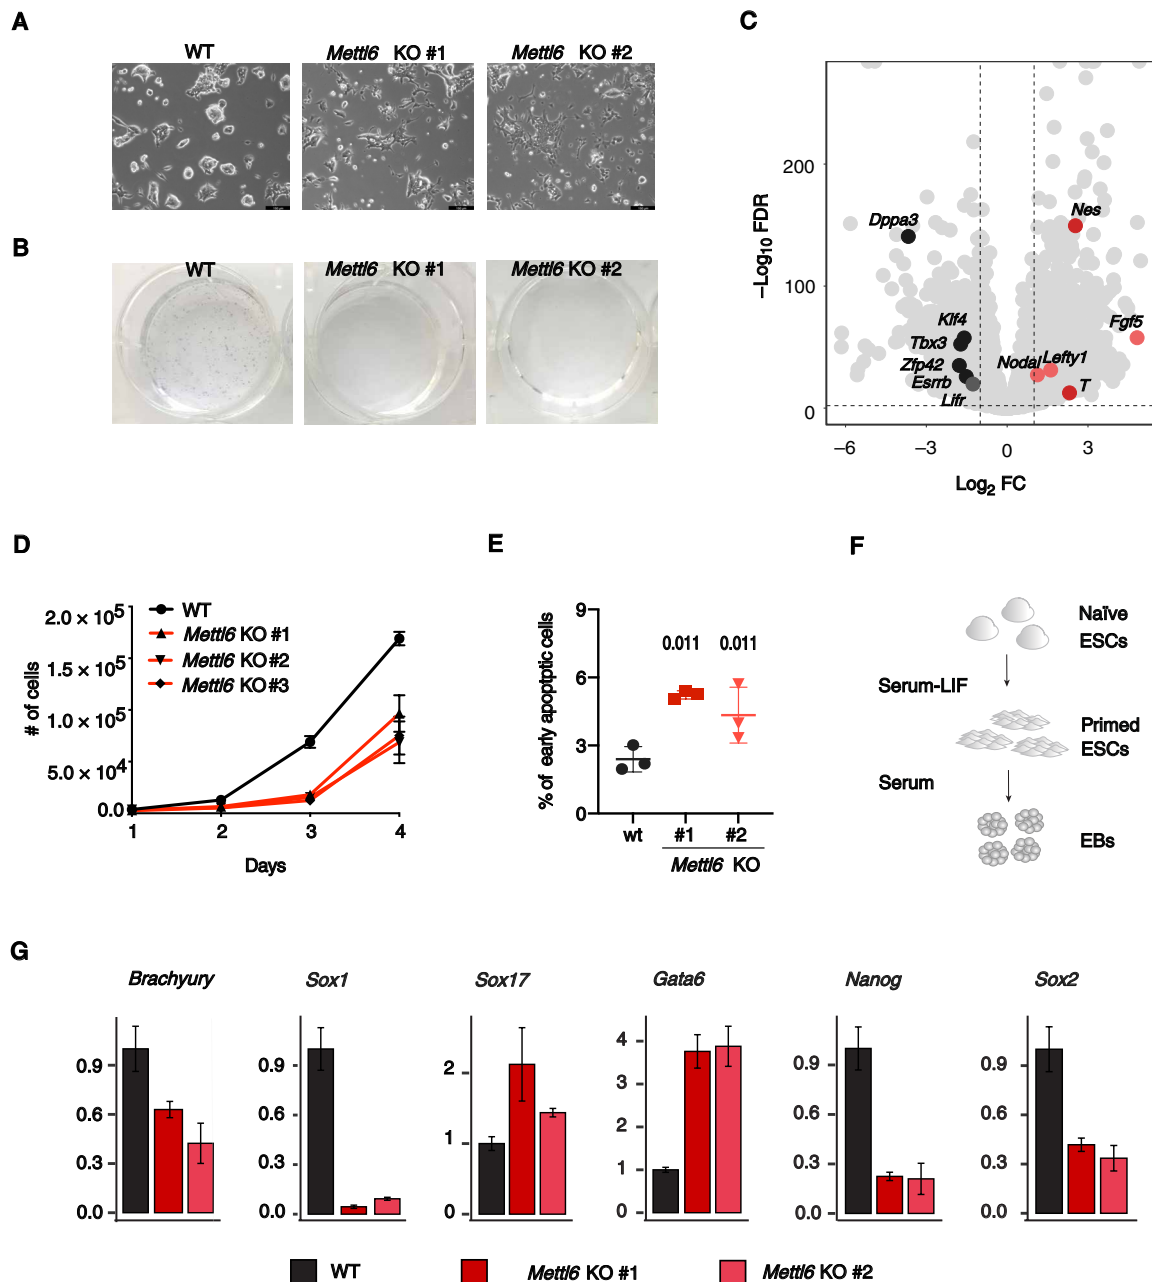 A
WT
Mettl6 KO #1
Mettl6 KO #2
B
WT
Mettl6 KO #1
Mettl6 KO #2
C
−Log10 FDR
200
100
0
Dppa3
Nes
Klf4
Tbx3
Zfp42
Esrrb
Lifr
Nodal
Lefty1
Fgf5
T
−6
−3
0
3
Log2 FC
D
# of cells
2.0 × 10^5
1.5 × 10^5
1.0 × 10^5
5.0 × 10^4
0.0
WT
Mettl6 KO #1
Mettl6 KO #2
Mettl6 KO #3
1
2
3
4
Days
E
% of early apoptotic cells
9
6
3
0
0.011
0.011
wt
#1
#2
Mettl6 KO
F
Naïve
ESCs
Serum-LIF
Primed
ESCs
Serum
EBs
G
Brachyury
0.9
0.6
0.3
0.0
Sox1
0.9
0.6
0.3
0.0
Sox17
2
1
0
Gata6
4
3
2
1
0
Nanog
0.9
0.6
0.3
0.0
Sox2
0.9
0.6
0.3
0.0
WT
Mettl6 KO #1
Mettl6 KO #2